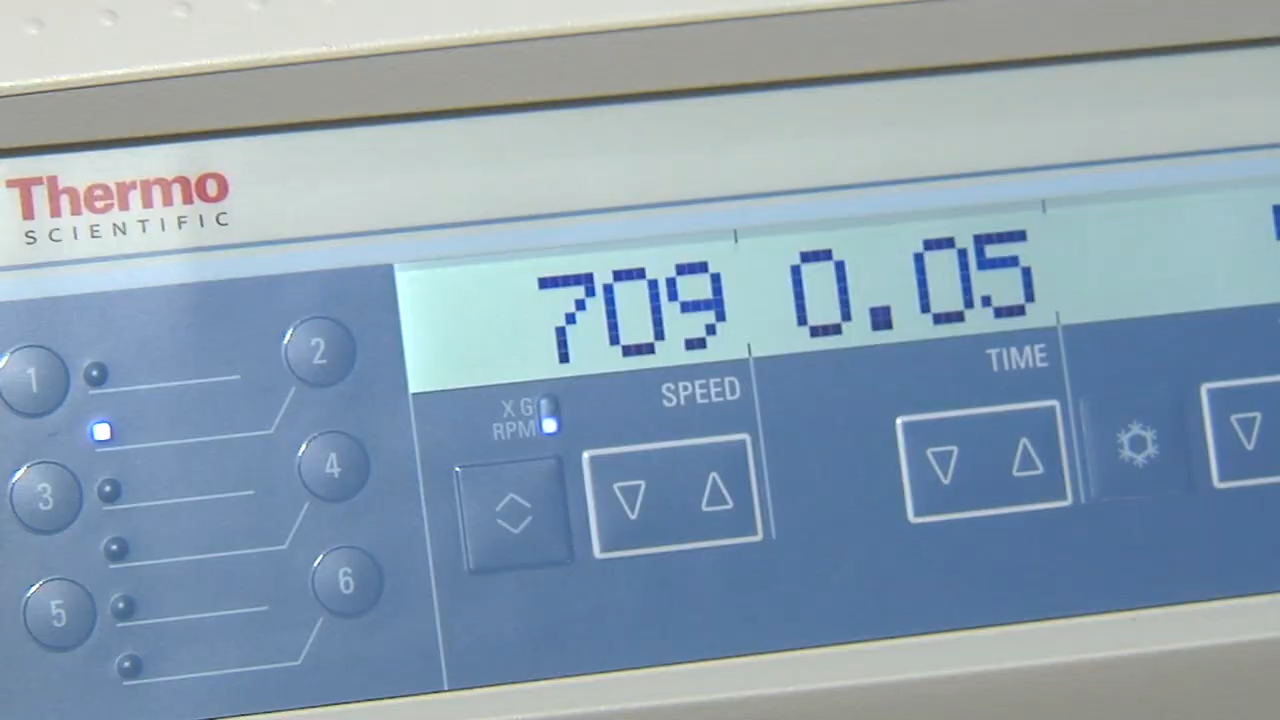 Thermo
SCIENTIFIC
709 0.05
1
2
X G
RPM
SPEED
TIME
3
4
5
6